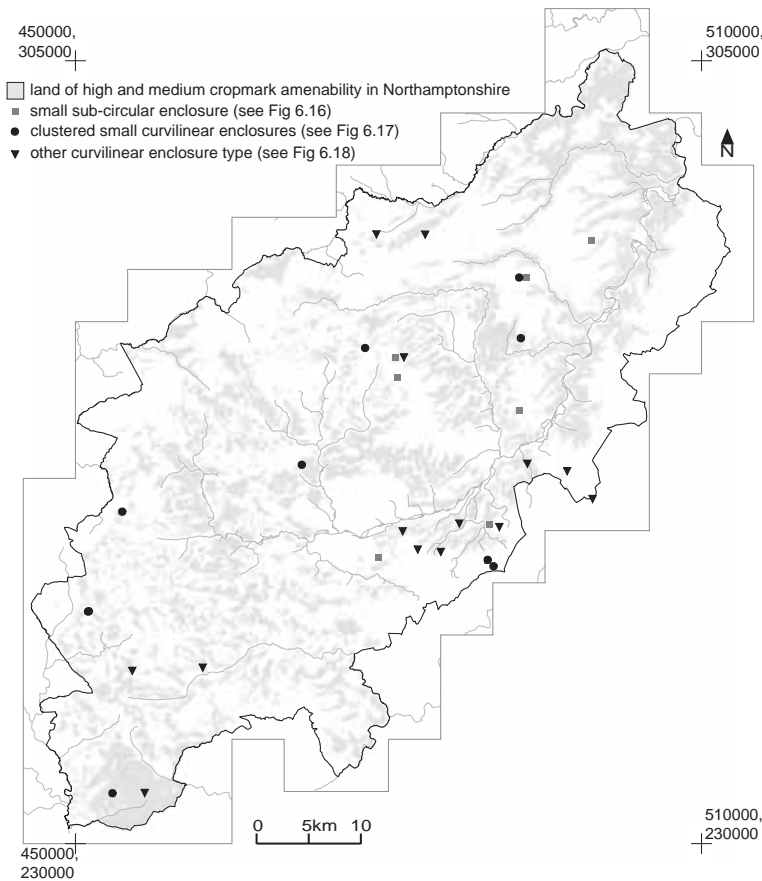 450000,
305000
510000,
305000
land of high and medium cropmark amenability in Northamptonshire
small sub-circular enclosure (see Fig 6.16)
clustered small curvilinear enclosures (see Fig 6.17)
other curvilinear enclosure type (see Fig 6.18)
N
0 5km 10
450000,
230000
510000,
230000